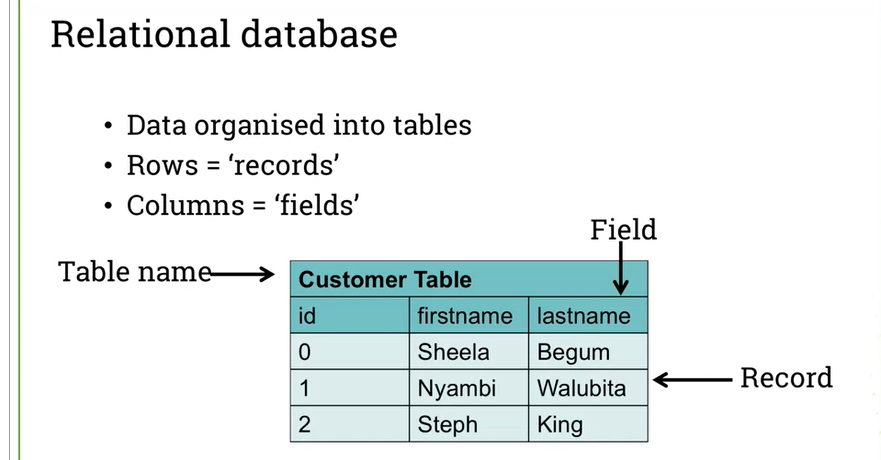 Relational database
• Data organised into tables
• Rows = ‘records’
• Columns = ‘fields’
Field
Table name
Customer Table
id firstname lastname
0 Sheela Begum
1 Nyambi Walubita
Record
2 Steph King